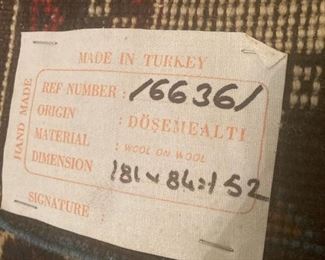 MADE IN TURKEY
HAND MADE
REF-NUMBER : 166361
ORIGIN : DÖŞEMEALTI
MATERIAL : WOOL ON WOOL
DIMENSION 181 x 84 = 1 52
SIGNATURE :